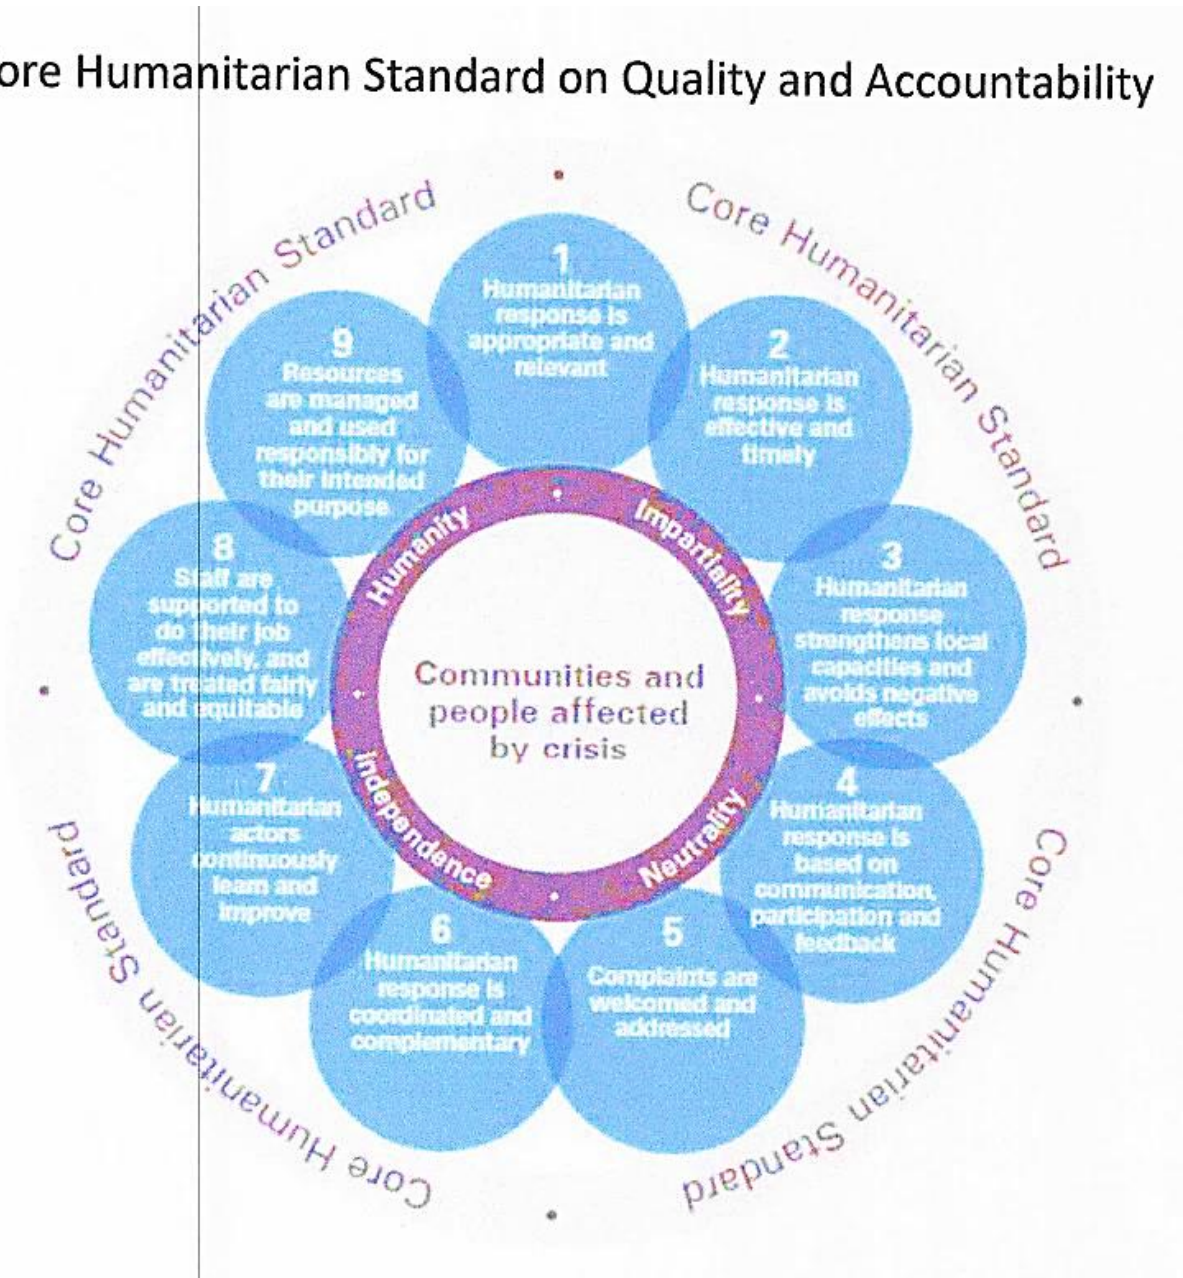 ore Humanitarian Standard on Quality and Accountability
Core Humanitarian Standard
Core Humanitarian Standard
Core Humanitarian Standard
Core Humanitarian Standard
1
Humanitarian
response is
appropriate and
relevant
2
Humanitarian
response is
effective and
timely
3
Humanitarian
response
strengthens local
capacities and
avoids negative
effects
4
Humanitarian
response is
based on
communication,
participation and
feedback
5
Complaints are
welcomed and
addressed
6
Humanitarian
response is
coordinated and
complementary
7
Humanitarian
actors
continuously
learn and
improve
8
Staff are
supported to
do their job
effectively, and
are treated fairly
and equitable
9
Resources
are managed
and used
responsibly for
their intended
purpose
Humanity
Impartiality
Neutrality
Independence
Communities and
people affected
by crisis